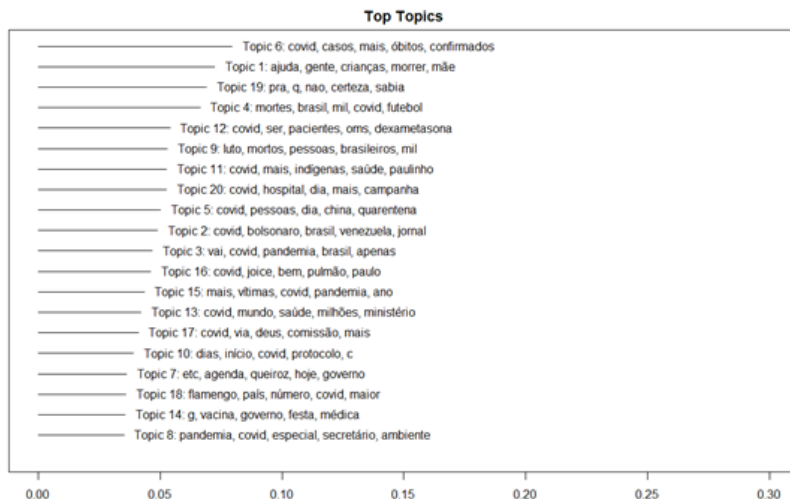 Top Topics
Topic 6: covid, casos, mais, óbitos, confirmados
Topic 1: ajuda, gente, crianças, morrer, mãe
Topic 19: pra, q, nao, certeza, sabia
Topic 4: mortes, brasil, mil, covid, futebol
Topic 12: covid, ser, pacientes, oms, dexametasona
Topic 9: luto, mortos, pessoas, brasileiros, mil
Topic 11: covid, mais, indígenas, saúde, paulinho
Topic 20: covid, hospital, dia, mais, campanha
Topic 5: covid, pessoas, dia, china, quarentena
Topic 2: covid, bolsonaro, brasil, venezuela, jornal
Topic 3: vai, covid, pandemia, brasil, apenas
Topic 16: covid, joice, bem, pulmão, paulo
Topic 15: mais, vítimas, covid, pandemia, ano
Topic 13: covid, mundo, saúde, milhões, ministério
Topic 17: covid, via, deus, comissão, mais
Topic 10: dias, início, covid, protocolo, c
Topic 7: etc, agenda, queiroz, hoje, governo
Topic 18: flamengo, país, número, covid, maior
Topic 14: g, vacina, governo, festa, médica
Topic 8: pandemia, covid, especial, secretário, ambiente
0.00 0.05 0.10 0.15 0.20 0.25 0.30